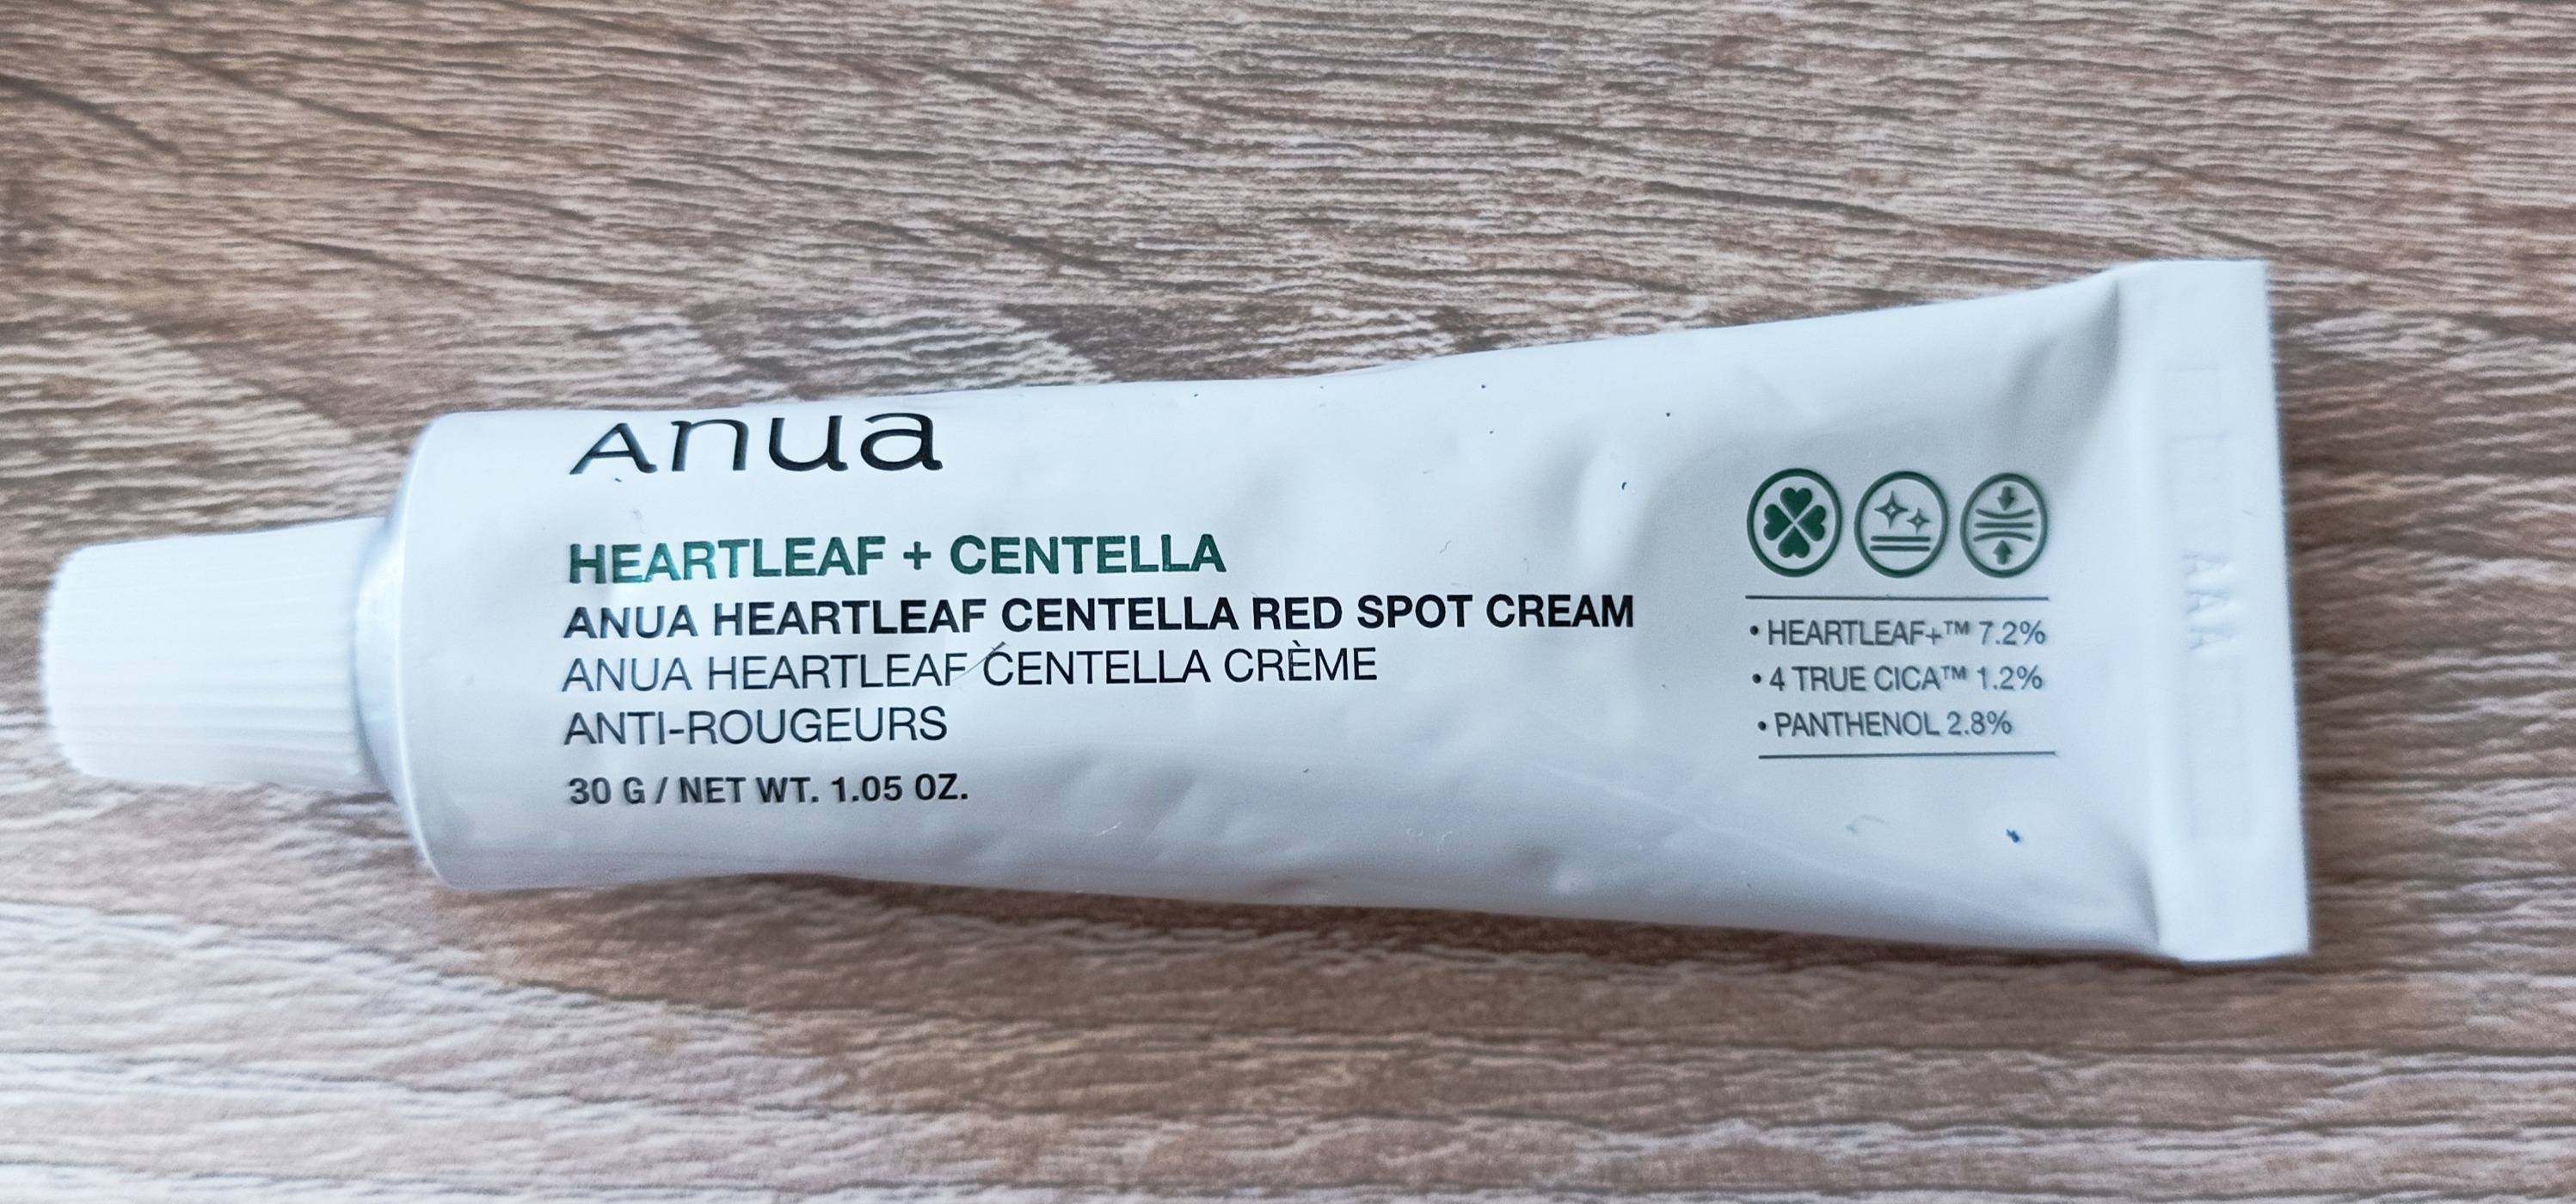 Anua
HEARTLEAF + CENTELLA
ANUA HEARTLEAF CENTELLA RED SPOT CREAM
ANUA HEARTLEAF CENTELLA CRÈME
ANTI-ROUGEURS
30 G / NET WT. 1.05 OZ.
• HEARTLEAF+™ 7.2%
• 4 TRUE CICA™ 1.2%
• PANTHENOL 2.8%